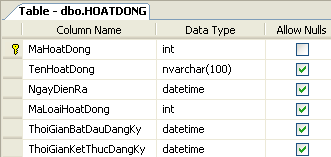 Table - dbo.HOATDONG
Column Name Data Type Allow Nulls
MaHoatDong int
TenHoatDong nvarchar(100)
NgayDienRa datetime
MaLoaiHoatDong int
ThoiGianBatDauDangKy datetime
ThoiGianKetThucDangKy datetime